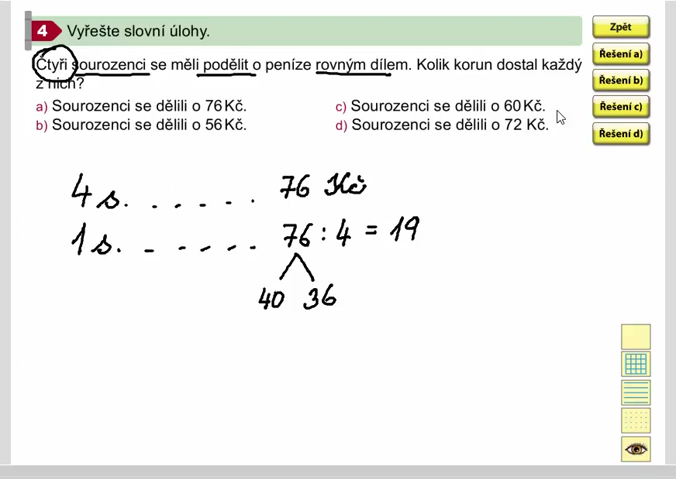 4 Vyřešte slovní úlohy.
Čtyři sourozenci se měli podělit o peníze rovným dílem. Kolik korun dostal každý
z nich?
a) Sourozenci se dělili o 76 Kč.
b) Sourozenci se dělili o 56 Kč.
c) Sourozenci se dělili o 60 Kč.
d) Sourozenci se dělili o 72 Kč.
4 s. . . . . . . 76 Kč
1 s. - - - - - - 76 : 4 = 19
40 36
Zpět
Řešení a)
Řešení b)
Řešení c)
Řešení d)